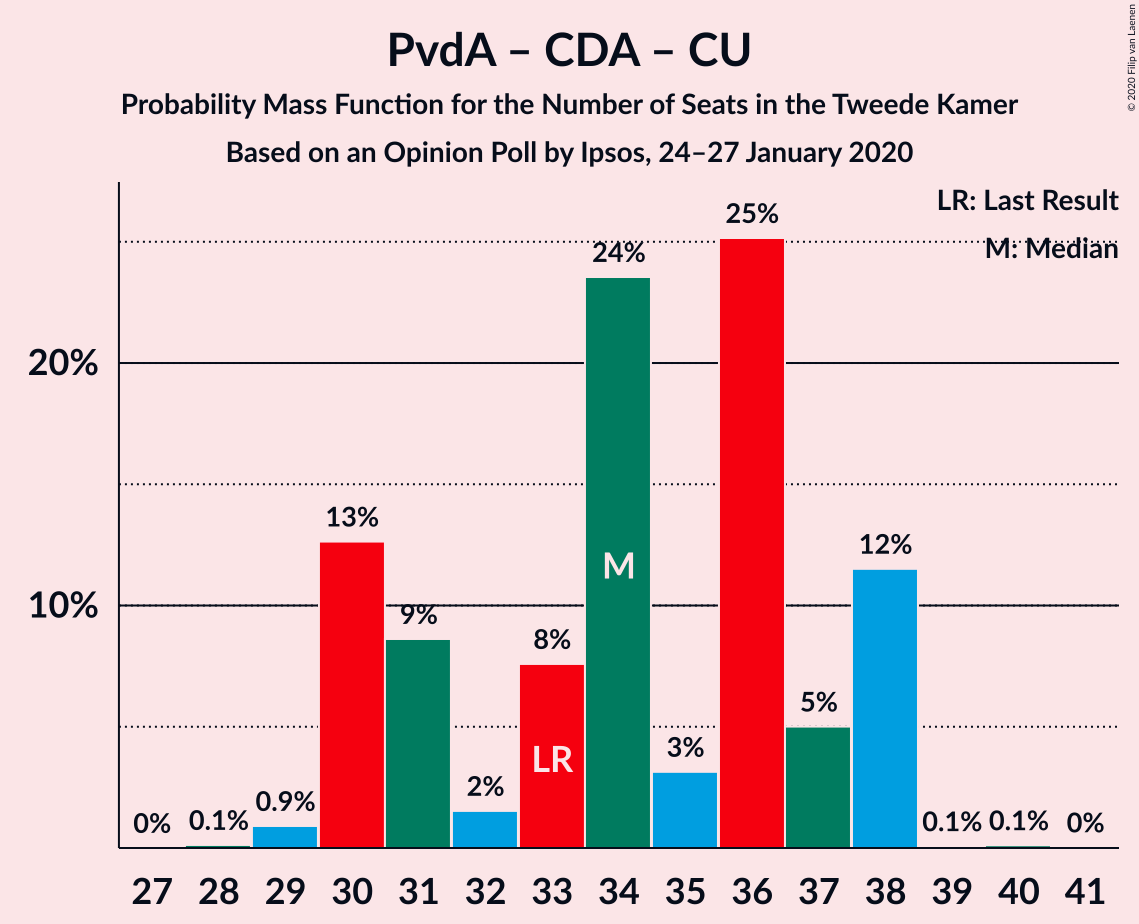 PvdA – CDA – CU
Probability Mass Function for the Number of Seats in the Tweede Kamer
Based on an Opinion Poll by Ipsos, 24–27 January 2020
© 2020 Filip van Laenen
LR: Last Result
M: Median
20%
10%
0%
0.1%
0.9%
13%
9%
2%
8%
24%
3%
25%
5%
12%
0.1%
0.1%
0%
LR
M
27 28 29 30 31 32 33 34 35 36 37 38 39 40 41